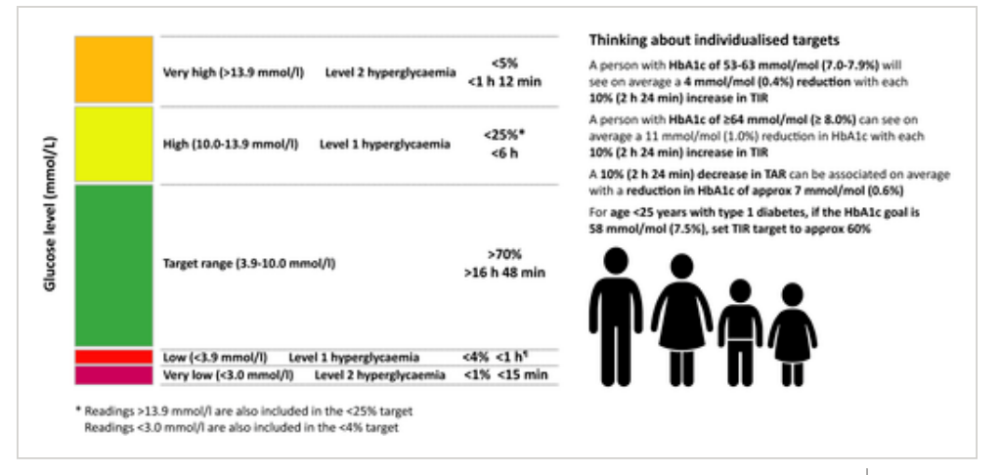 Glucose level (mmol/L)
Very high (>13.9 mmol/l) Level 2 hyperglycaemia <5%
<1 h 12 min
High (10.0-13.9 mmol/l) Level 1 hyperglycaemia <25%*
<6 h
Target range (3.9-10.0 mmol/l) >70%
>16 h 48 min
Low (<3.9 mmol/l) Level 1 hyperglycaemia <4% <1 h¶
Very low (<3.0 mmol/l) Level 2 hyperglycaemia <1% <15 min
* Readings >13.9 mmol/l are also included in the <25% target
Readings <3.0 mmol/l are also included in the <4% target
Thinking about individualised targets
A person with HbA1c of 53-63 mmol/mol (7.0-7.9%) will
see on average a 4 mmol/mol (0.4%) reduction with each
10% (2 h 24 min) increase in TIR
A person with HbA1c of ≥64 mmol/mol (≥ 8.0%) can see on
average a 11 mmol/mol (1.0%) reduction in HbA1c with each
10% (2 h 24 min) increase in TIR
A 10% (2 h 24 min) decrease in TAR can be associated on average
with a reduction in HbA1c of approx 7 mmol/mol (0.6%)
For age <25 years with type 1 diabetes, if the HbA1c goal is
58 mmol/mol (7.5%), set TIR target to approx 60%